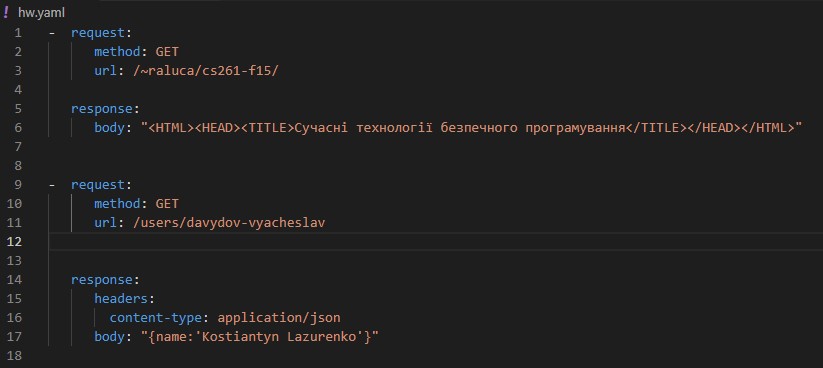 ! hw.yaml
1 - request:
2 method: GET
3 url: /~raluca/cs261-f15/
4
5 response:
6 body: "<HTML><HEAD><TITLE>Сучасні технології безпечного програмування</TITLE></HEAD></HTML>"
7
8
9 - request:
10 method: GET
11 url: /users/davydov-vyacheslav
12
13
14 response:
15 headers:
16 content-type: application/json
17 body: "{name:'Kostiantyn Lazurenko'}"
18